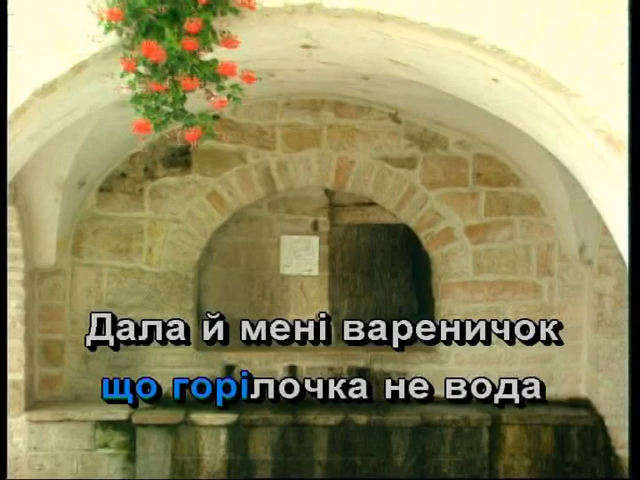 Дала й мені вареничок
що горілочка не вода